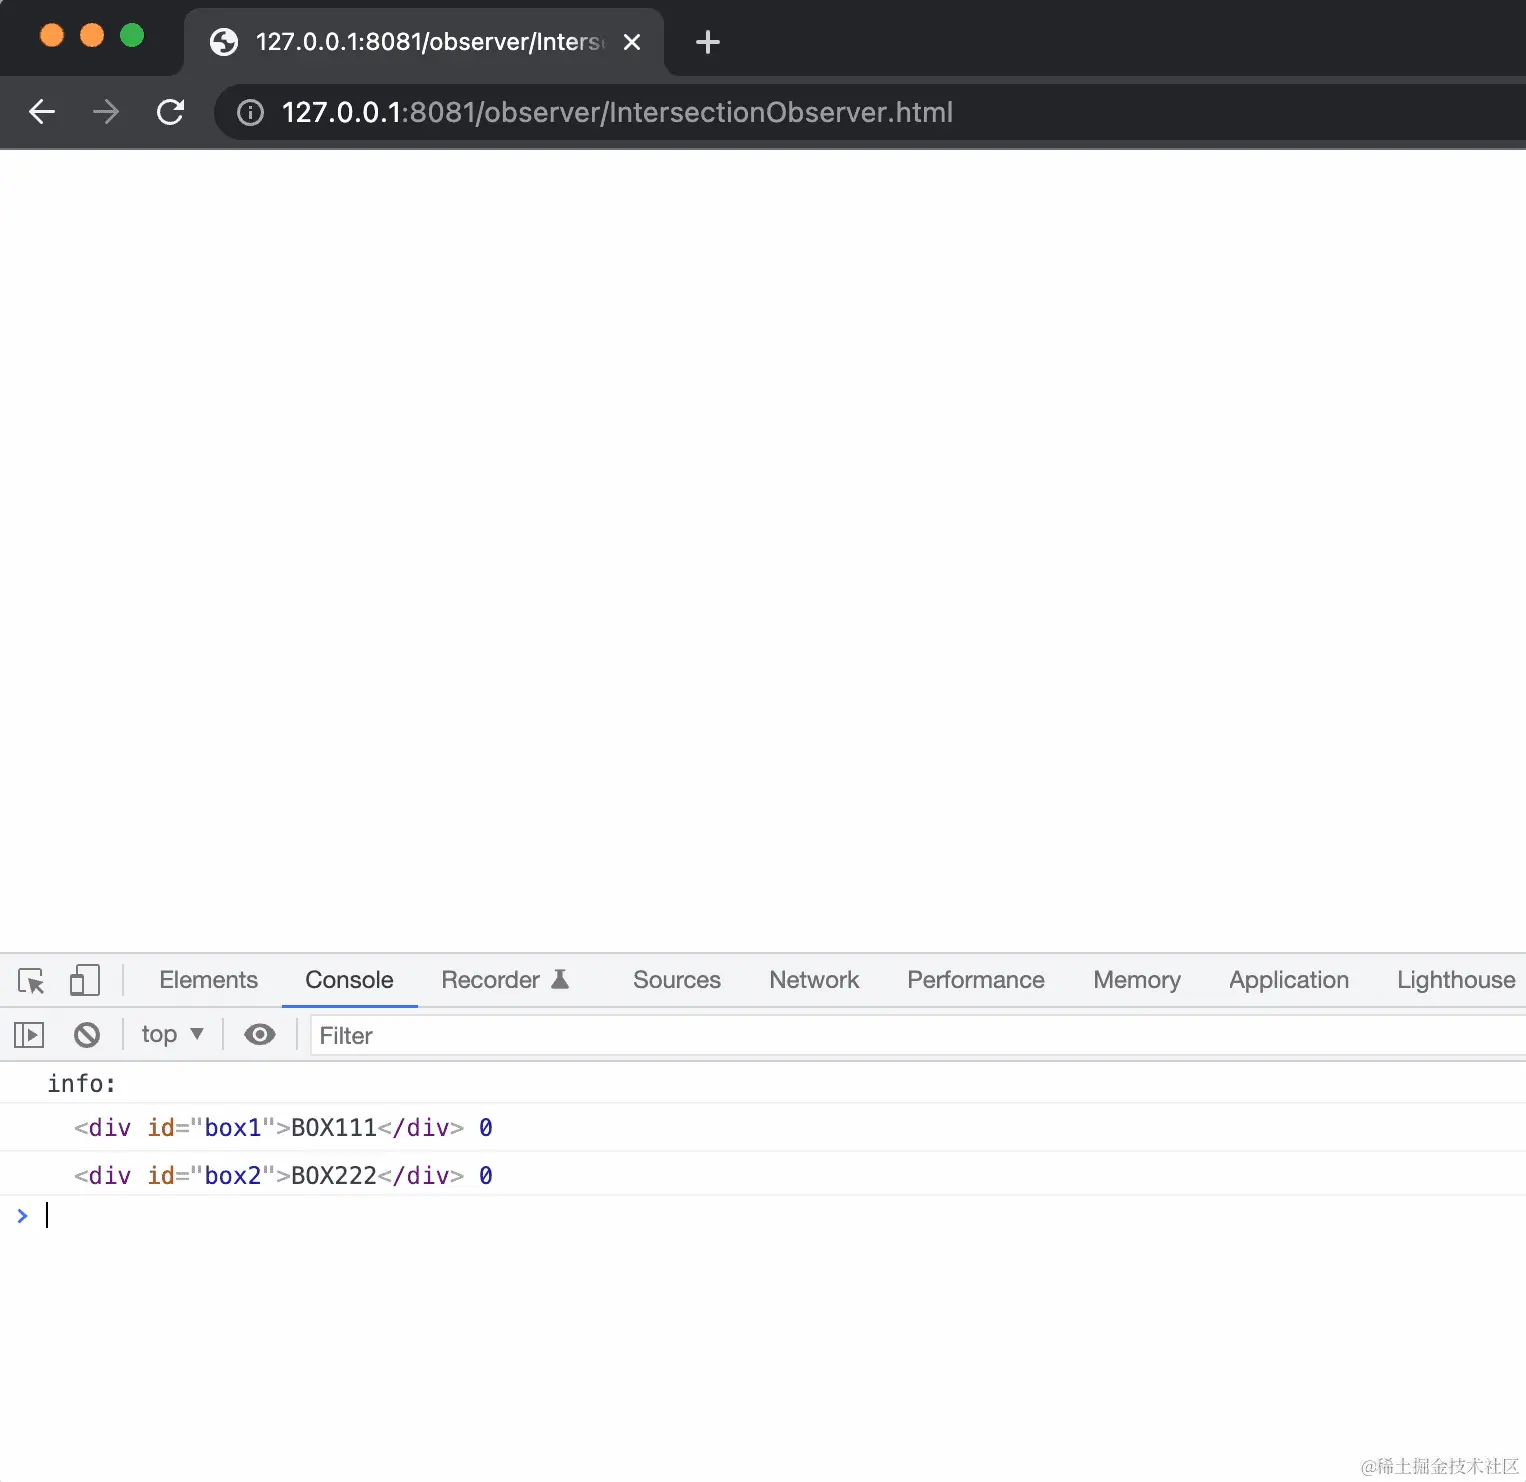 127.0.0.1:8081/observer/Inters
127.0.0.1:8081/observer/IntersectionObserver.html
Elements Console Recorder Sources Network Performance Memory Application Lighthouse
top Filter
info:
<div id="box1">BOX111</div> 0
<div id="box2">BOX222</div> 0
@稀土掘金技术社区